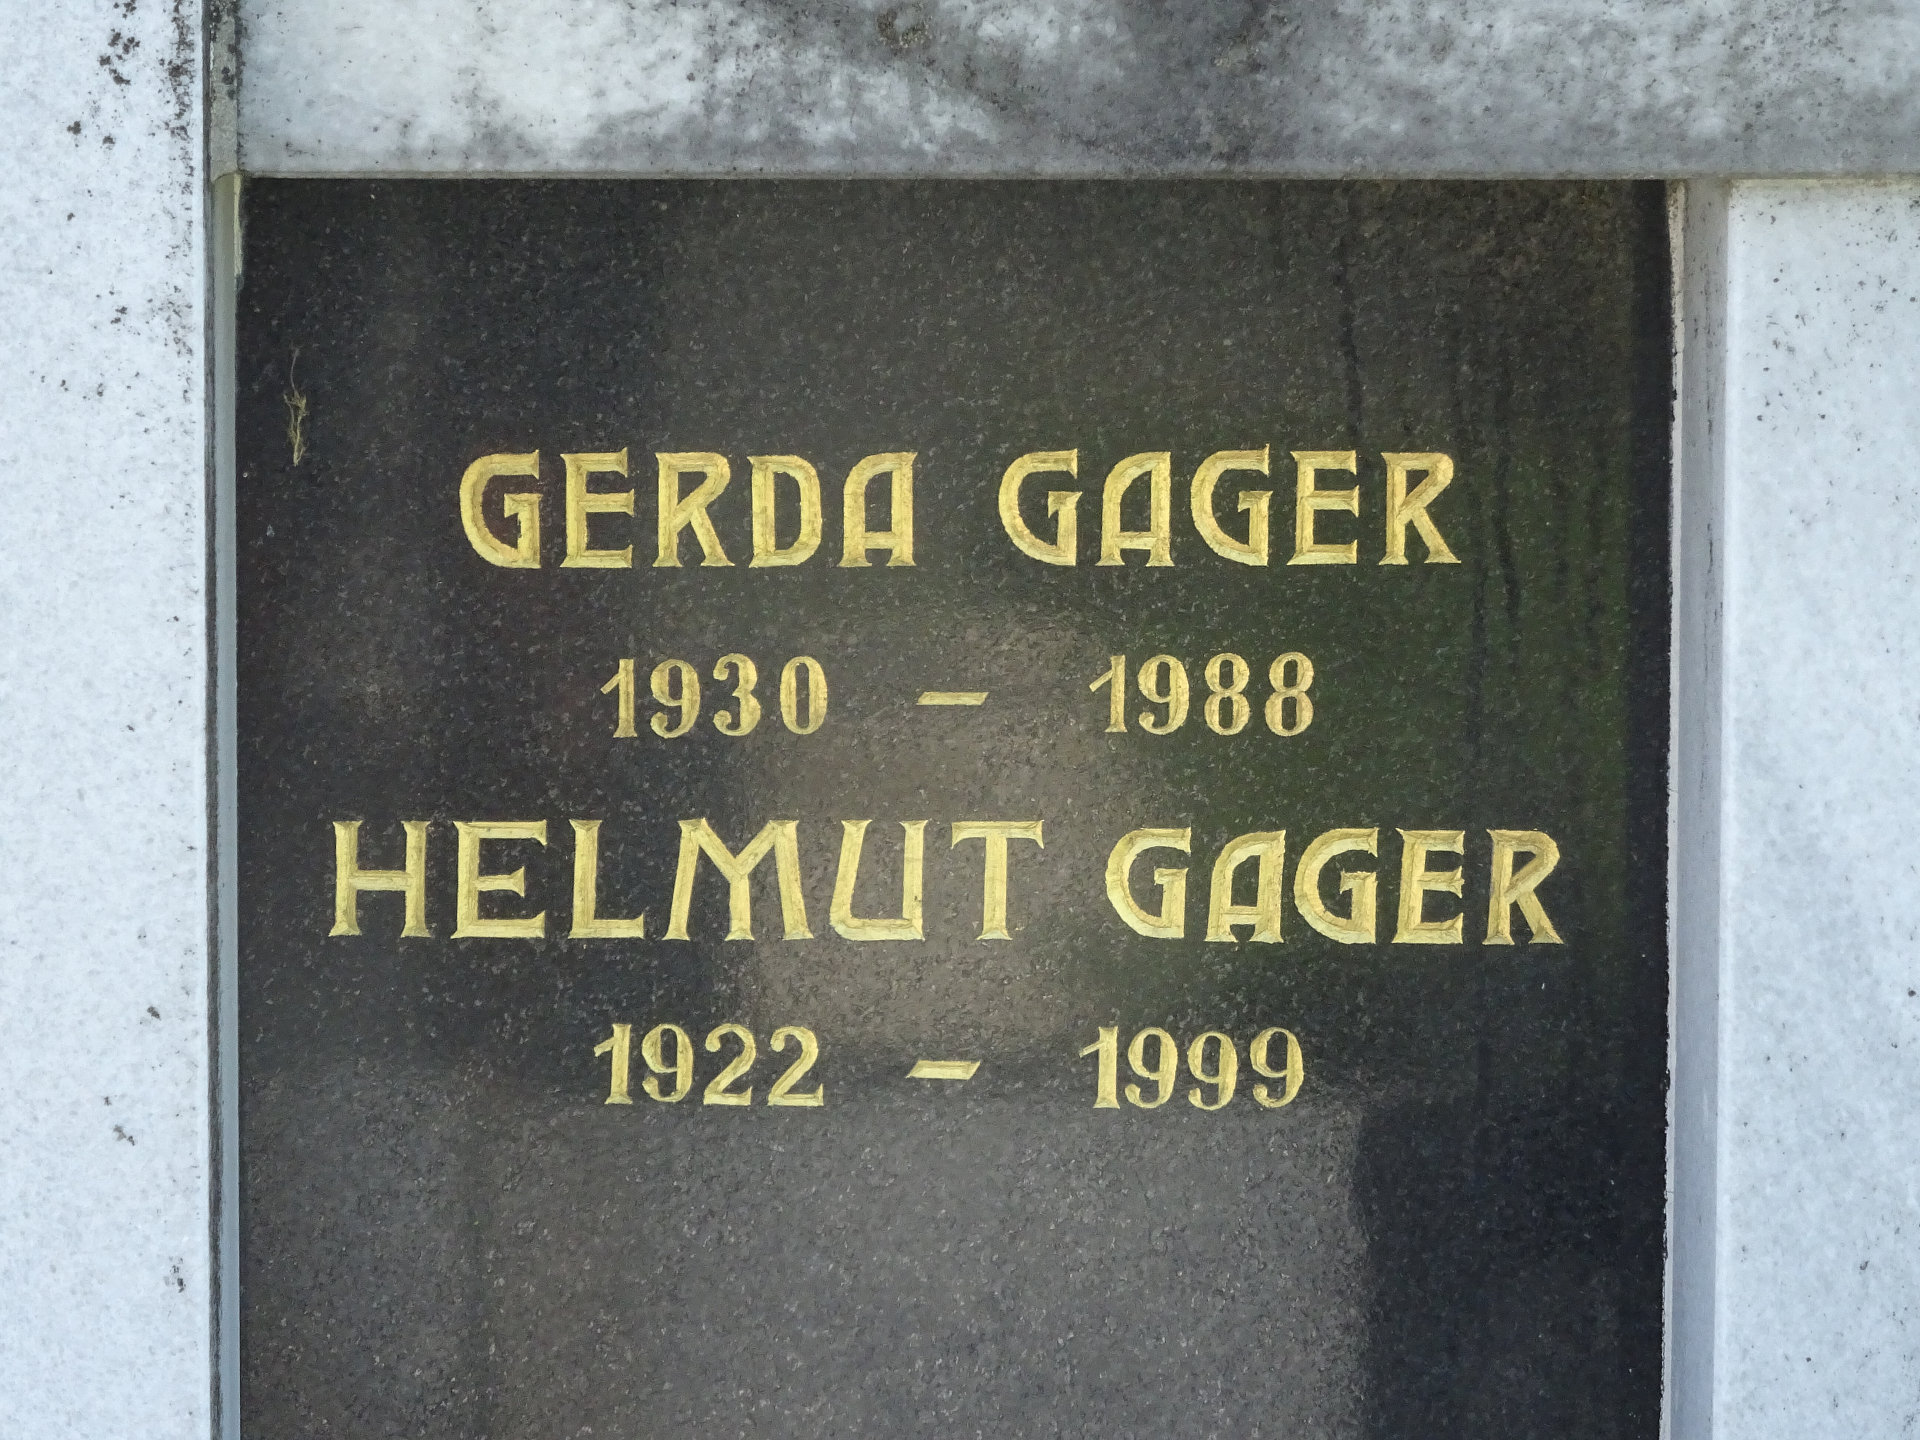 GERDA GAGER
1930 – 1988
HELMUT GAGER
1922 – 1999